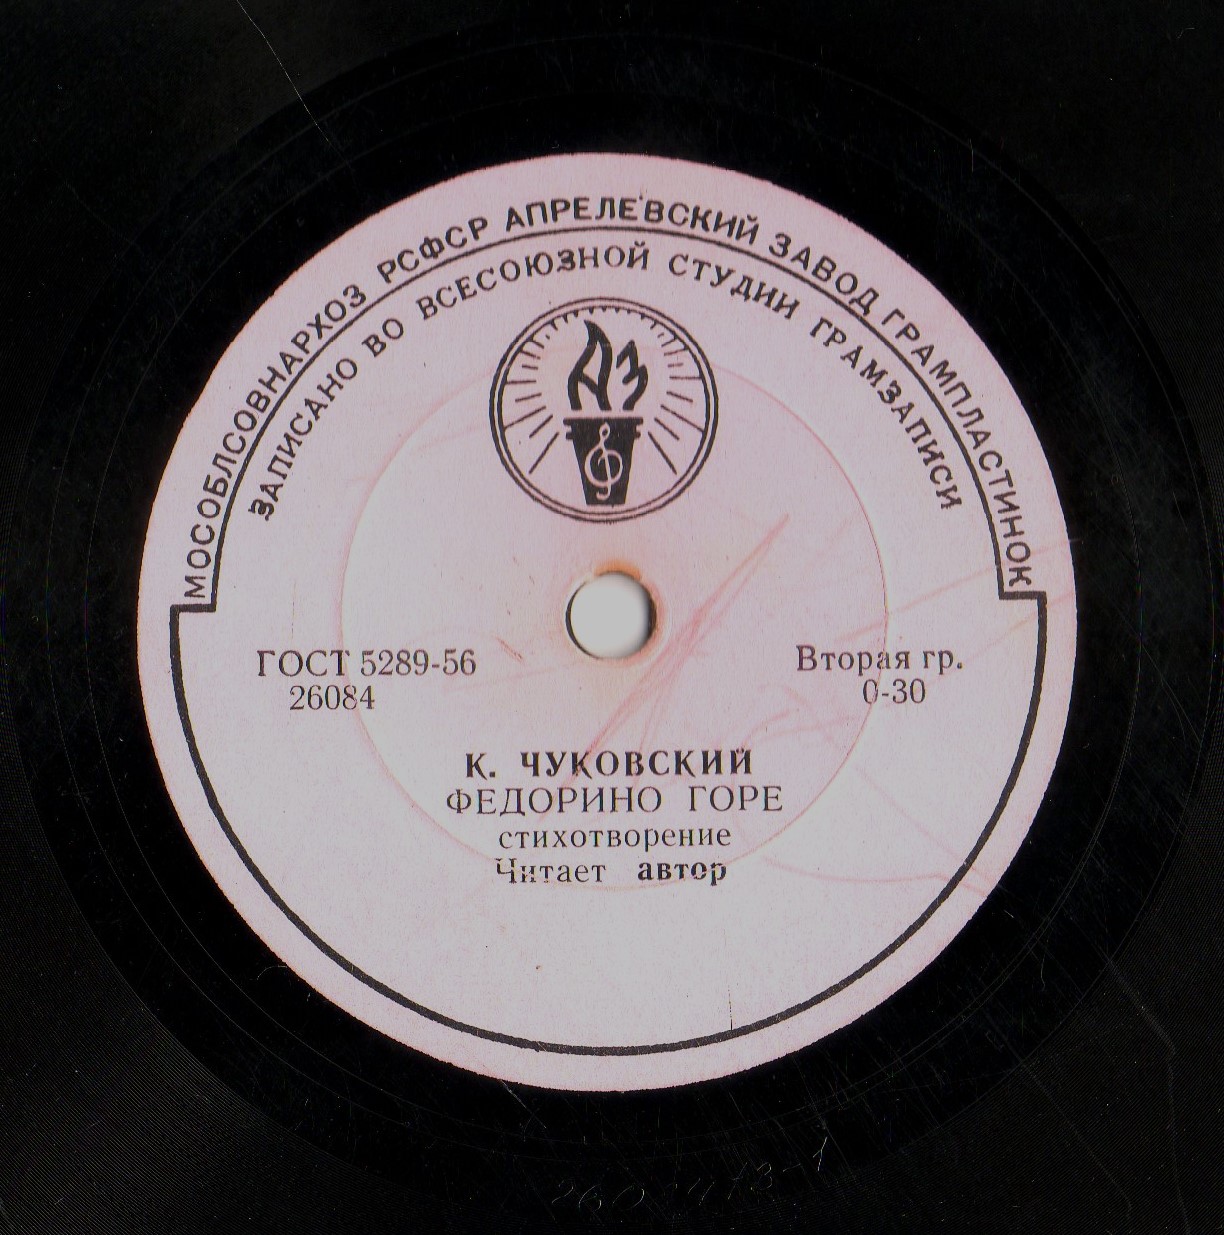 МОСОБЛСОВНАРХОЗ РСФСР АПРЕЛЕВСКИЙ ЗАВОД ГРАМПЛАСТИНОК
ЗАПИСАНО ВО ВСЕСОЮЗНОЙ СТУДИИ ГРАМЗАПИСИ
АЗ
ГОСТ 5289-56
26084
Вторая гр.
0-30
К. ЧУКОВСКИЙ
ФЕДОРИНО ГОРЕ
стихотворение
Читает автор